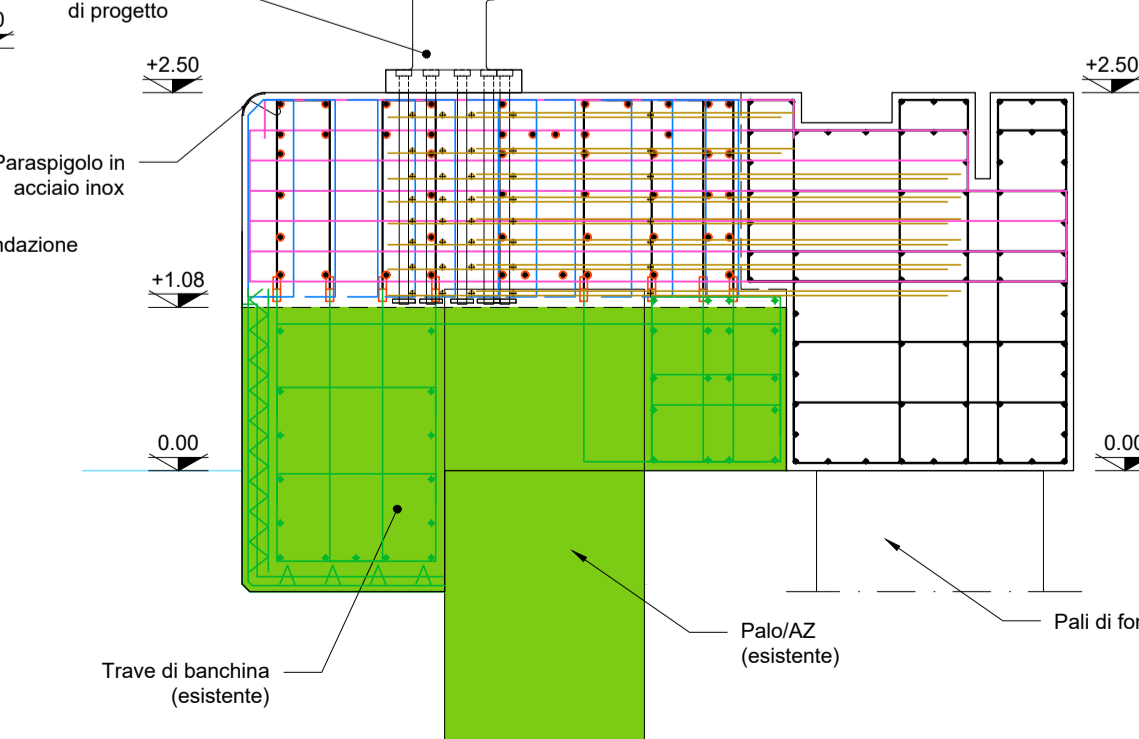 di progetto
+2.50
+2.50
Paraspigolo in
acciaio inox
ndazione
+1.08
0.00
0.00
Palo/AZ
(esistente)
Pali di for
Trave di banchina
(esistente)